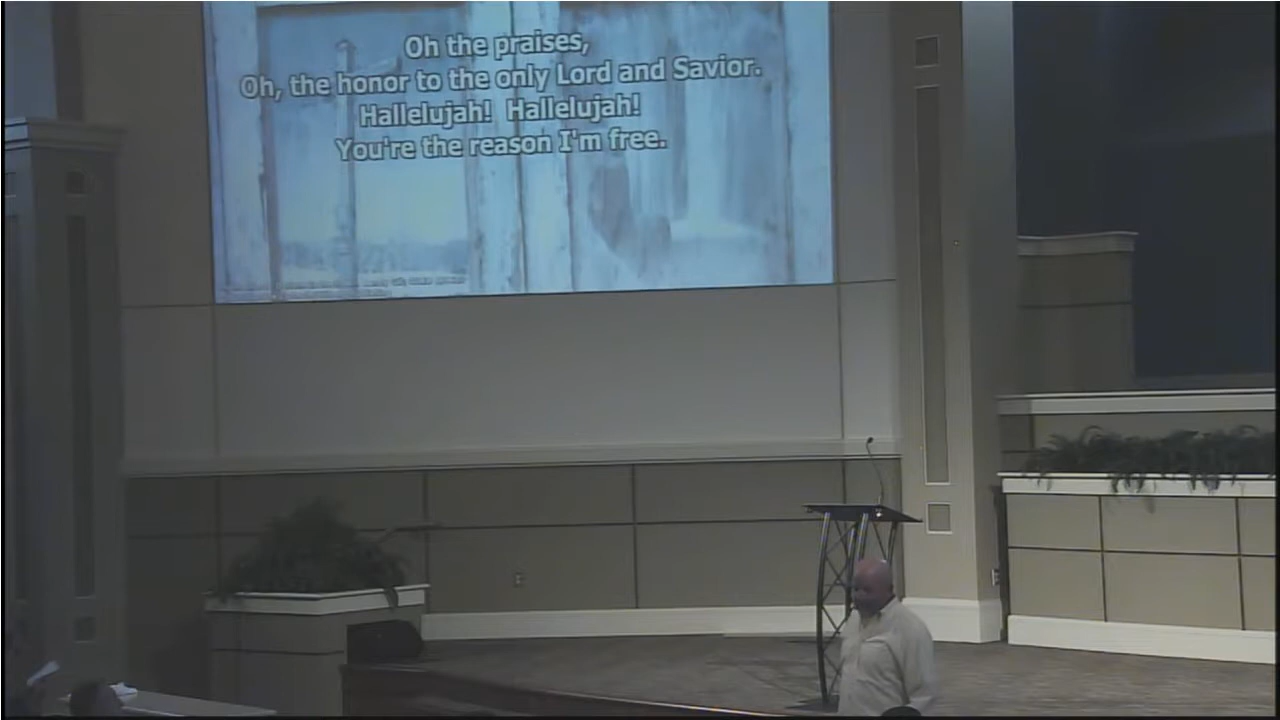 Oh the praises,
Oh, the honor to the only Lord and Savior.
Hallelujah! Hallelujah!
You're the reason I'm free.